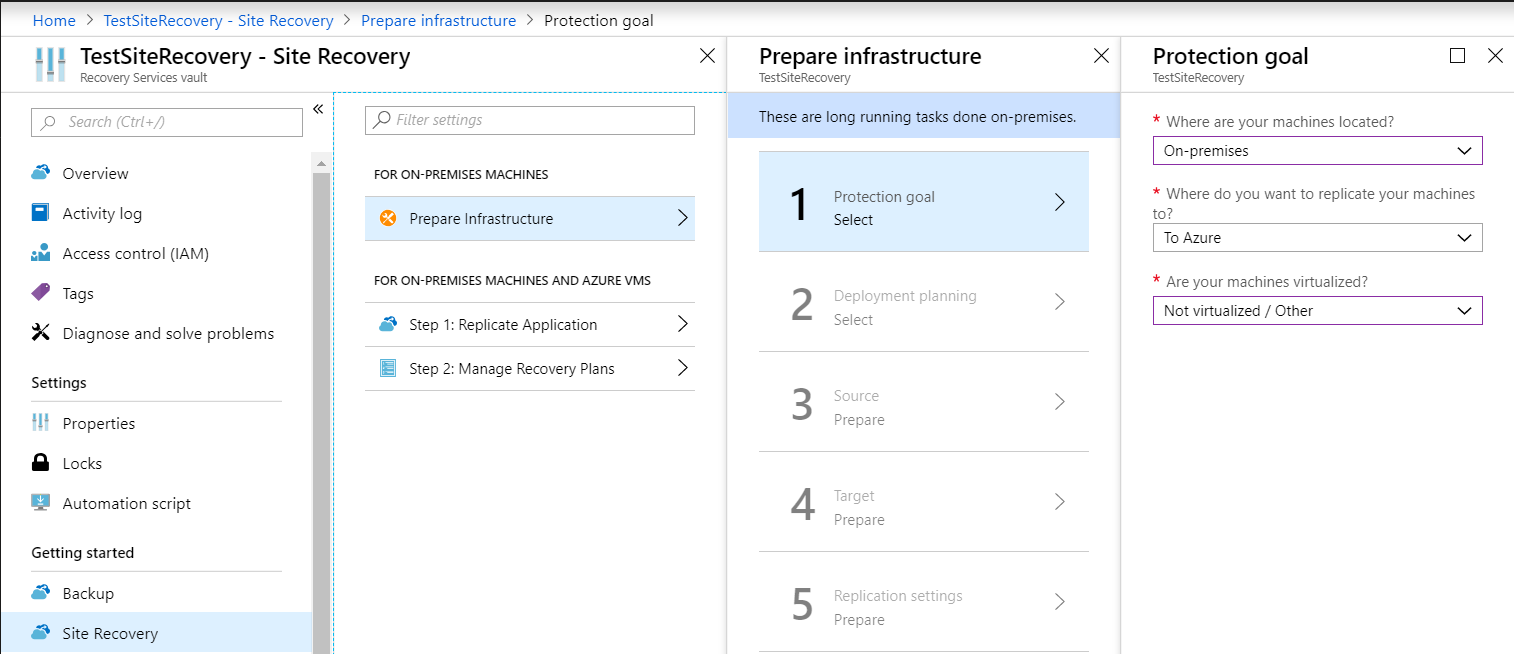 Home > TestSiteRecovery - Site Recovery > Prepare infrastructure > Protection goal
TestSiteRecovery - Site Recovery
Recovery Services vault
Search (Ctrl+/)
Overview
Activity log
Access control (IAM)
Tags
Diagnose and solve problems
Settings
Properties
Locks
Automation script
Getting started
Backup
Site Recovery
Filter settings
FOR ON-PREMISES MACHINES
Prepare Infrastructure
FOR ON-PREMISES MACHINES AND AZURE VMS
Step 1: Replicate Application
Step 2: Manage Recovery Plans
Prepare infrastructure
TestSiteRecovery
These are long running tasks done on-premises.
1
Protection goal
Select
2
Deployment planning
Select
3
Source
Prepare
4
Target
Prepare
5
Replication settings
Prepare
Protection goal
TestSiteRecovery
* Where are your machines located?
On-premises
* Where do you want to replicate your machines
to?
To Azure
* Are your machines virtualized?
Not virtualized / Other